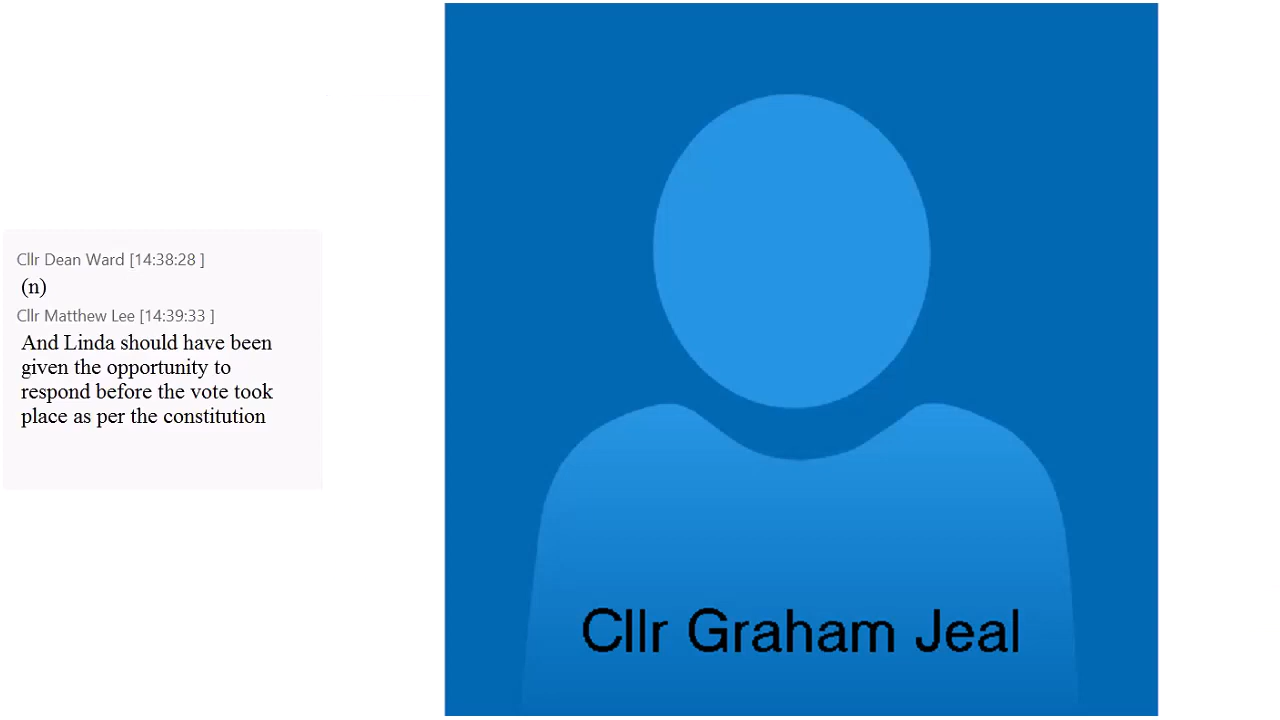 Cllr Dean Ward [14:38:28 ]
(n)
Cllr Matthew Lee [14:39:33 ]
And Linda should have been
given the opportunity to
respond before the vote took
place as per the constitution
Cllr Graham Jeal